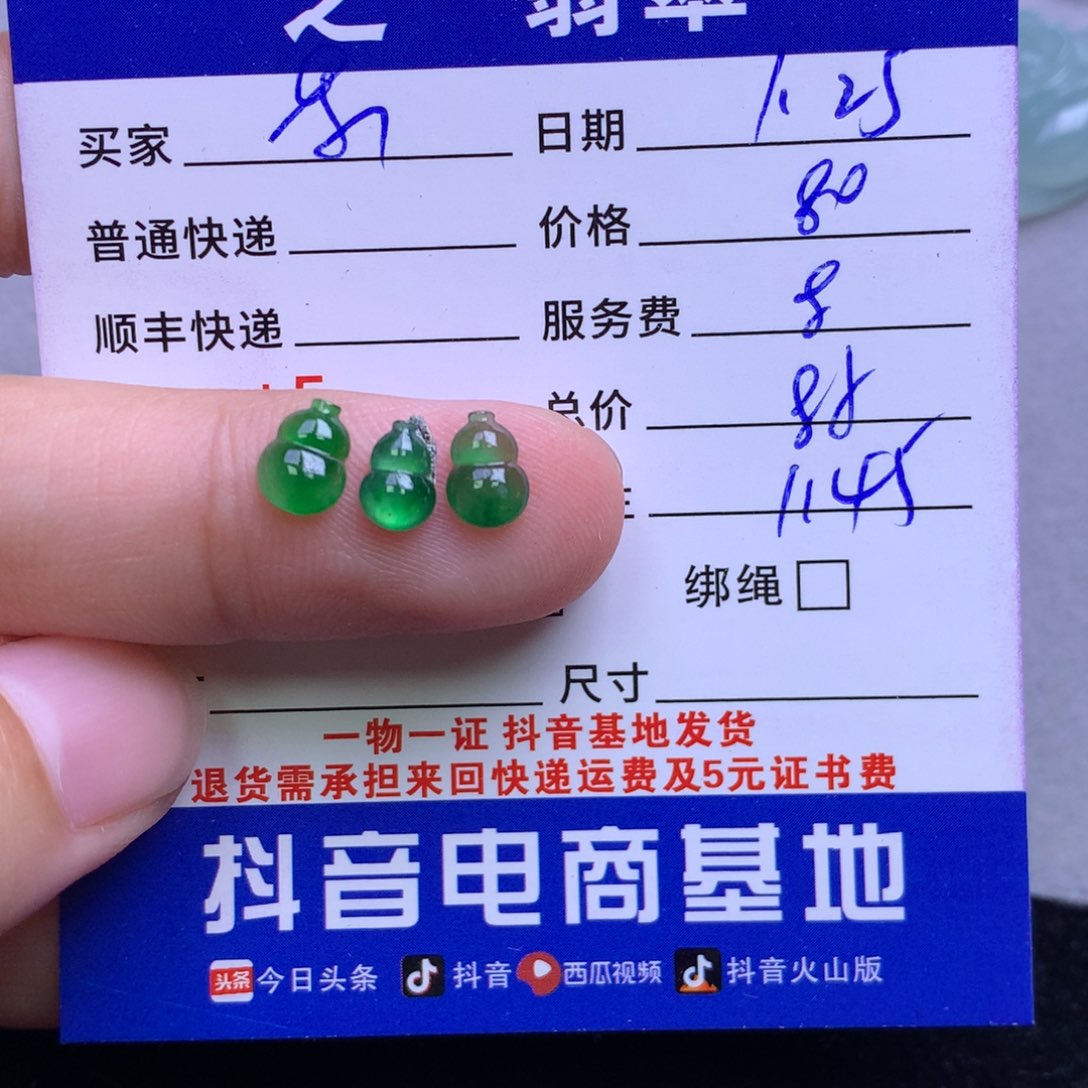 之 翡翠
买家 日期 1.25
普通快递 价格 80
顺丰快递 服务费 8
+5 总价 88
11.45
绑绳
尺寸
一物一证 抖音基地发货
退货需承担来回快递运费及5元证书费
抖音电商基地
头条 今日头条 抖音 西瓜视频 抖音火山版